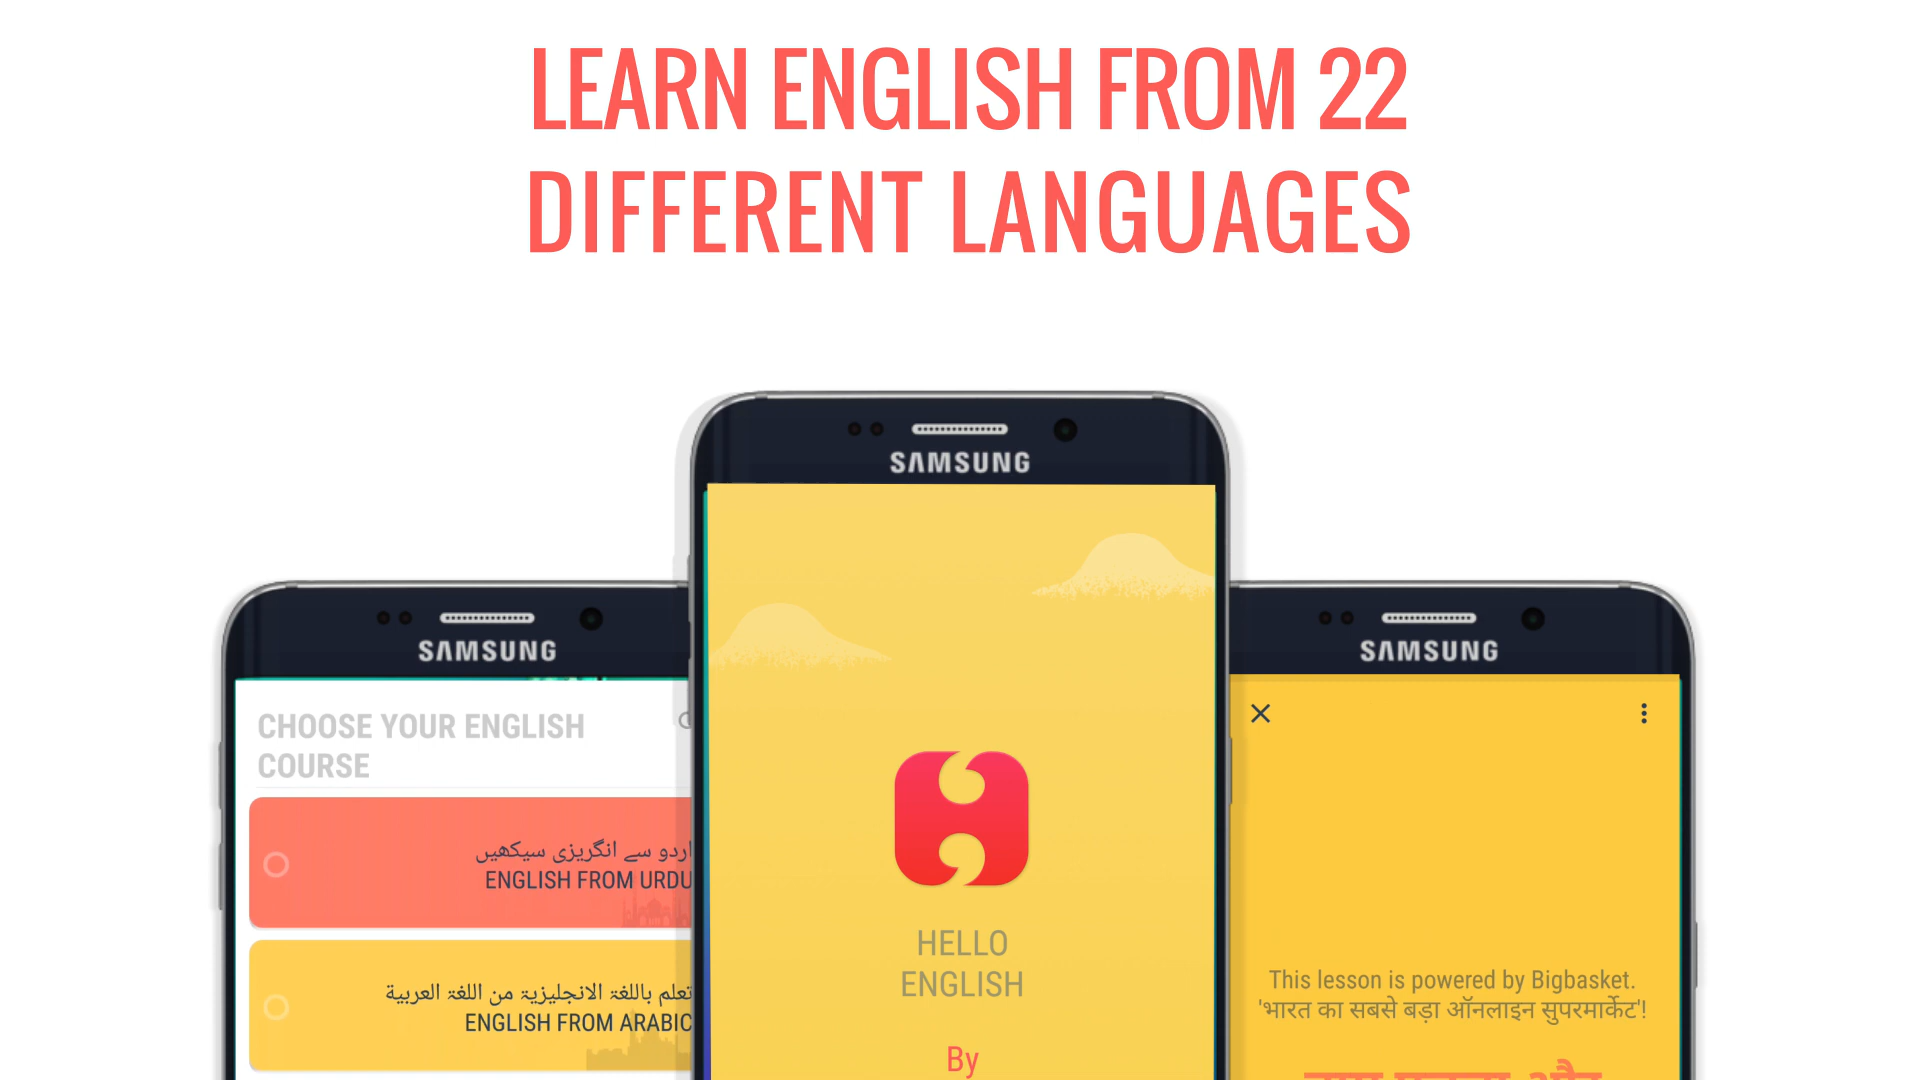 LEARN ENGLISH FROM 22
DIFFERENT LANGUAGES
SAMSUNG
SAMSUNG
CHOOSE YOUR ENGLISH
COURSE
اردو سے انگریزی سیکھیں
ENGLISH FROM URDU
تعلم باللغة الانجليزية من اللغة العربية
ENGLISH FROM ARABIC
HELLO
ENGLISH
By
SAMSUNG
This lesson is powered by Bigbasket.
'भारत का सबसे बड़ा ऑनलाइन सुपरमार्केट'!